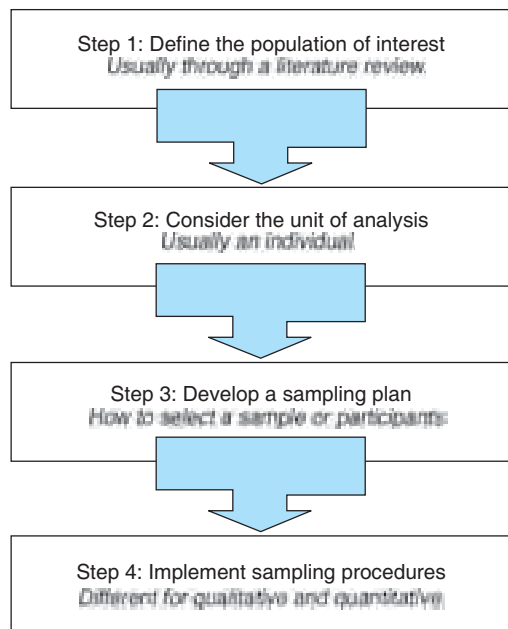 Step 1: Define the population of interest
Usually through a literature review.
Step 2: Consider the unit of analysis
Usually an individual.
Step 3: Develop a sampling plan
How to select a sample or participants.
Step 4: Implement sampling procedures
Different for qualitative and quantitative.